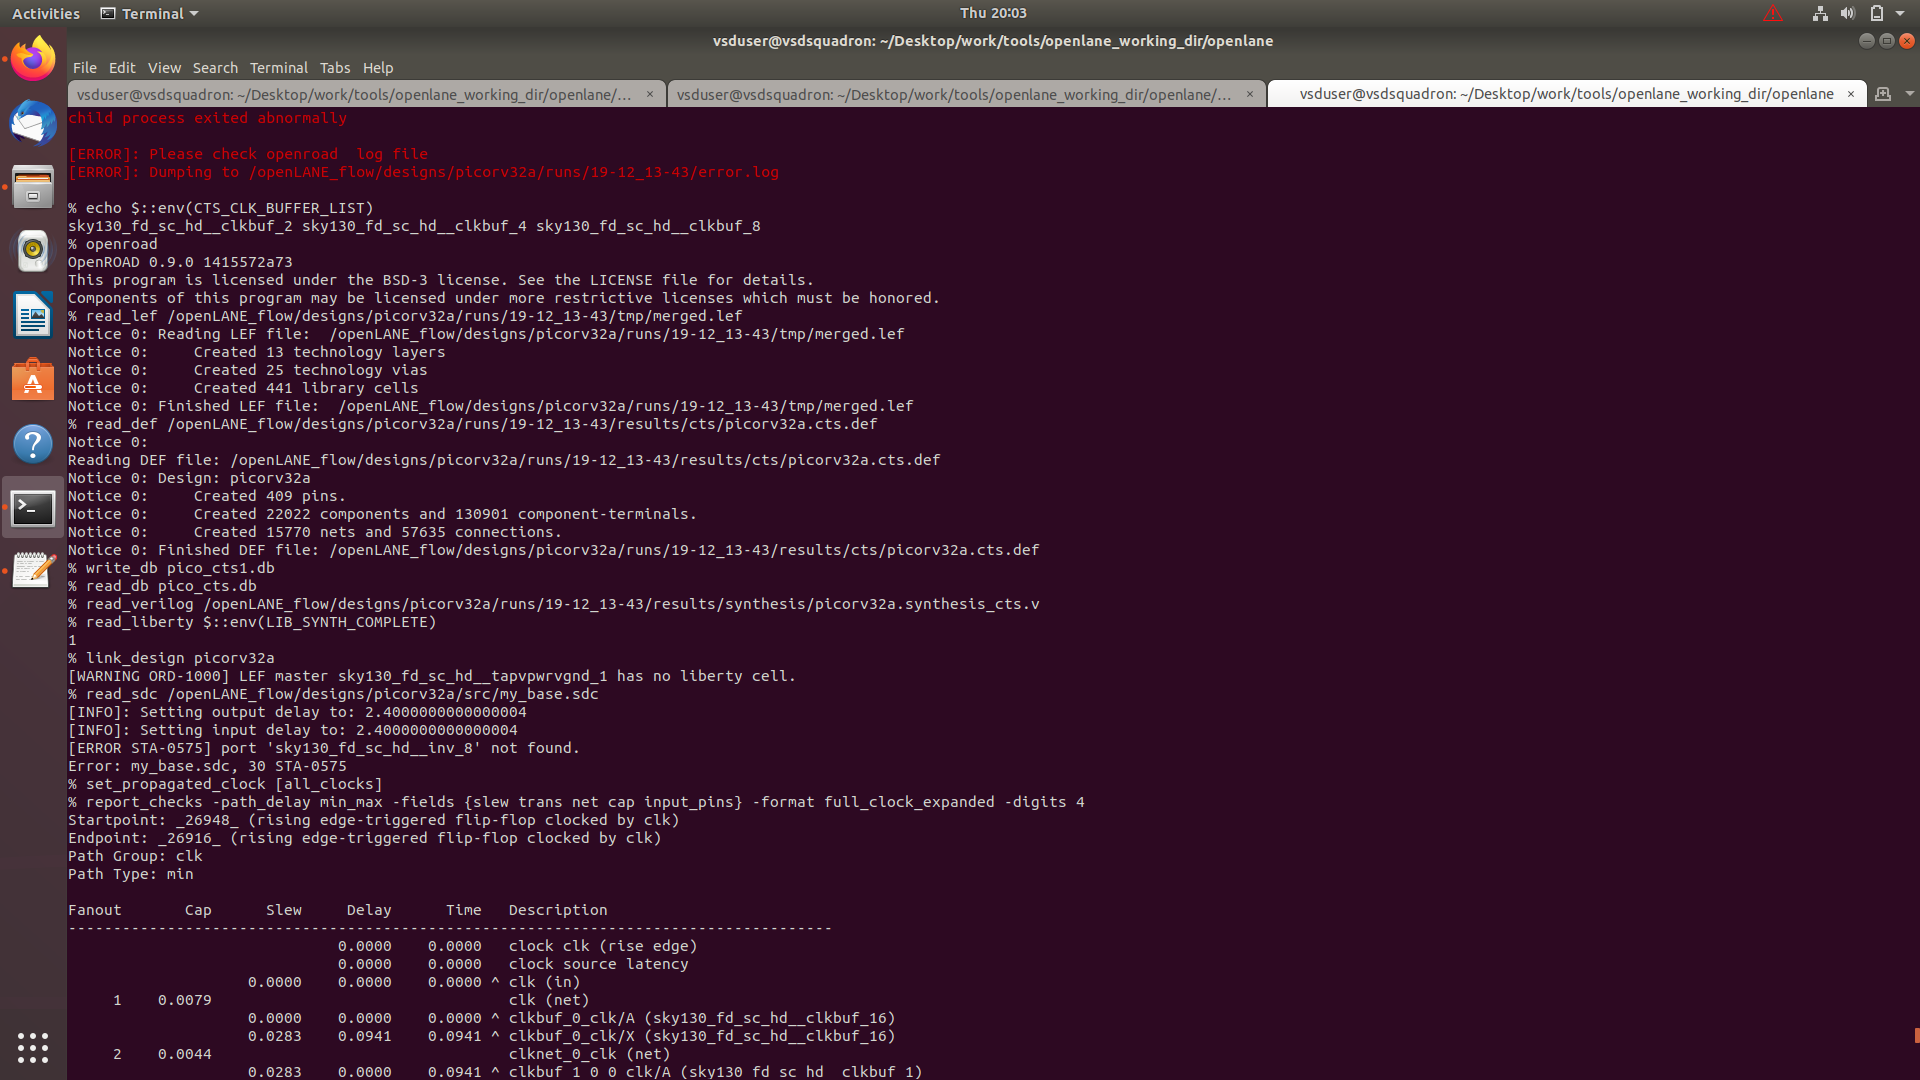 Activities
Terminal
Thu 20:03
vsduser@vsdsquadron: ~/Desktop/work/tools/openlane_working_dir/openlane
File Edit View Search Terminal Tabs Help
vsduser@vsdsquadron: ~/Desktop/work/tools/openlane_working_dir/openlane/... ×
vsduser@vsdsquadron: ~/Desktop/work/tools/openlane_working_dir/openlane/... ×
vsduser@vsdsquadron: ~/Desktop/work/tools/openlane_working_dir/openlane ×
child process exited abnormally
[ERROR]: Please check openroad  log file
[ERROR]: Dumping to /openLANE_flow/designs/picorv32a/runs/19-12_13-43/error.log
% echo $::env(CTS_CLK_BUFFER_LIST)
sky130_fd_sc_hd__clkbuf_2 sky130_fd_sc_hd__clkbuf_4 sky130_fd_sc_hd__clkbuf_8
% openroad
OpenROAD 0.9.0 1415572a73
This program is licensed under the BSD-3 license. See the LICENSE file for details.
Components of this program may be licensed under more restrictive licenses which must be honored.
% read_lef /openLANE_flow/designs/picorv32a/runs/19-12_13-43/tmp/merged.lef
Notice 0: Reading LEF file:  /openLANE_flow/designs/picorv32a/runs/19-12_13-43/tmp/merged.lef
Notice 0:     Created 13 technology layers
Notice 0:     Created 25 technology vias
Notice 0:     Created 441 library cells
Notice 0: Finished LEF file:  /openLANE_flow/designs/picorv32a/runs/19-12_13-43/tmp/merged.lef
% read_def /openLANE_flow/designs/picorv32a/runs/19-12_13-43/results/cts/picorv32a.cts.def
Notice 0:
Reading DEF file: /openLANE_flow/designs/picorv32a/runs/19-12_13-43/results/cts/picorv32a.cts.def
Notice 0: Design: picorv32a
Notice 0:     Created 409 pins.
Notice 0:     Created 22022 components and 130901 component-terminals.
Notice 0:     Created 15770 nets and 57635 connections.
Notice 0: Finished DEF file: /openLANE_flow/designs/picorv32a/runs/19-12_13-43/results/cts/picorv32a.cts.def
% write_db pico_cts1.db
% read_db pico_cts.db
% read_verilog /openLANE_flow/designs/picorv32a/runs/19-12_13-43/results/synthesis/picorv32a.synthesis_cts.v
% read_liberty $::env(LIB_SYNTH_COMPLETE)
1
% link_design picorv32a
[WARNING ORD-1000] LEF master sky130_fd_sc_hd__tapvpwrvgnd_1 has no liberty cell.
% read_sdc /openLANE_flow/designs/picorv32a/src/my_base.sdc
[INFO]: Setting output delay to: 2.4000000000000004
[INFO]: Setting input delay to: 2.4000000000000004
[ERROR STA-0575] port 'sky130_fd_sc_hd__inv_8' not found.
Error: my_base.sdc, 30 STA-0575
% set_propagated_clock [all_clocks]
% report_checks -path_delay min_max -fields {slew trans net cap input_pins} -format full_clock_expanded -digits 4
Startpoint: _26948_ (rising edge-triggered flip-flop clocked by clk)
Endpoint: _26916_ (rising edge-triggered flip-flop clocked by clk)
Path Group: clk
Path Type: min
Fanout       Cap      Slew     Delay      Time   Description
-------------------------------------------------------------------------------------
0.0000    0.0000   clock clk (rise edge)
0.0000    0.0000   clock source latency
0.0000    0.0000    0.0000 ^ clk (in)
1    0.0079                                 clk (net)
0.0000    0.0000    0.0000 ^ clkbuf_0_clk/A (sky130_fd_sc_hd__clkbuf_16)
0.0283    0.0941    0.0941 ^ clkbuf_0_clk/X (sky130_fd_sc_hd__clkbuf_16)
2    0.0044                                 clknet_0_clk (net)
0.0283    0.0000    0.0941 ^ clkbuf_1_0_0_clk/A (sky130_fd_sc_hd__clkbuf_1)